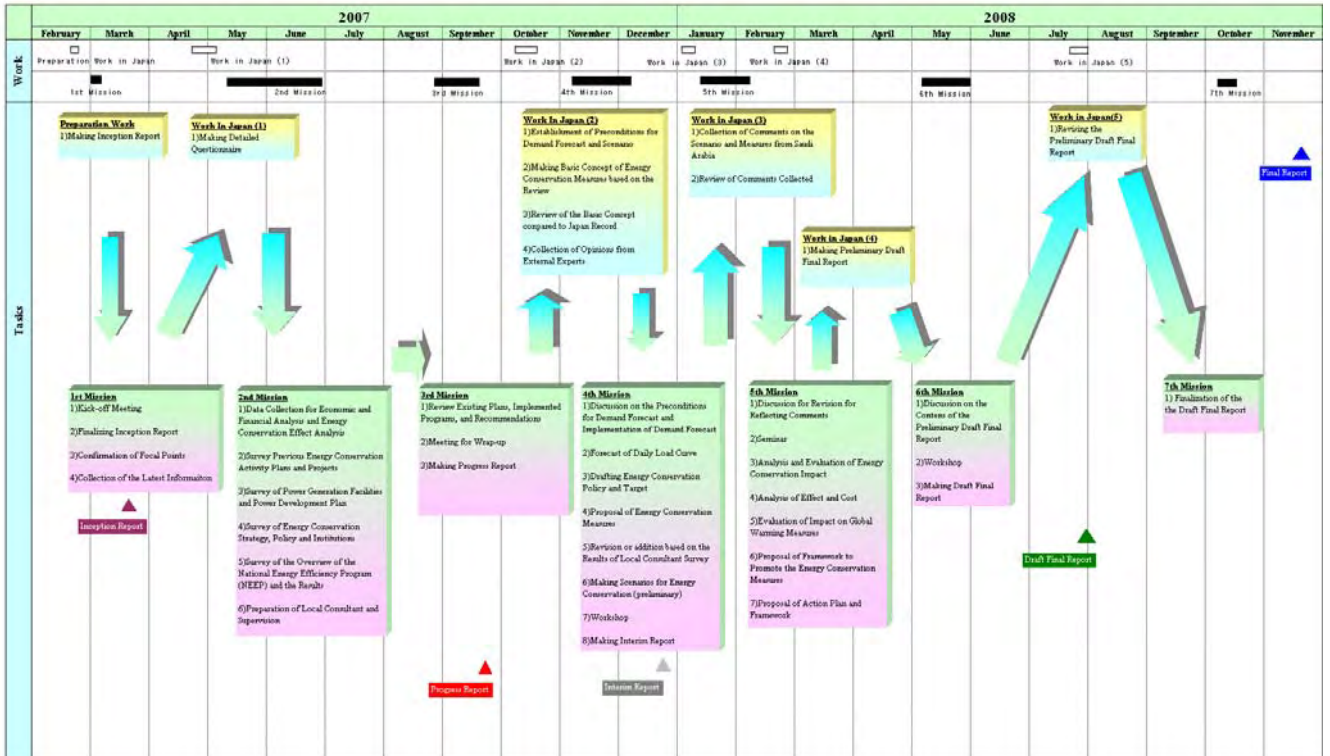 2007
2008
February
March
April
May
June
July
August
September
October
November
December
January
February
March
April
May
June
July
August
September
October
November
Work
Preparation Work in Japan
Work in Japan (1)
Work in Japan (2)
Work in Japan (3)
Work in Japan (4)
Work in Japan (5)
1st Mission
2nd Mission
3rd Mission
4th Mission
5th Mission
6th Mission
7th Mission
Tasks
Preparation Work
1)Making Inception Report
Work in Japan (1)
1)Making Detailed
Questionnaire
Work in Japan (2)
1)Establishment of Preconditions for
Demand Forecast and Scenario
2)Making Basic Concept of Energy
Conservation Measures based on the
Review
3)Review of the Basic Concept
compared to Japan Record
4)Collection of Opinions from
External Experts
Work in Japan (3)
1)Collection of Comments on the
Scenario and Measures from Saudi
Arabia
2)Review of Comments Collected
Work in Japan (4)
1)Making Preliminary Draft
Final Report
Work in Japan(5)
1)Revising the
Preliminary Draft Final
Report
Final Report
1st Mission
1)Kick-off Meeting
2)Finalizing Inception Report
3)Confirmation of Focal Points
4)Collection of the Latest Informaiton
Inception Report
2nd Mission
1)Data Collection for Economic and
Financial Analysis and Energy
Conservation Effect Analysis
2)Survey Previous Energy Conservation
Activity Plans and Projects
3)Survey of Power Generation Facilities
and Power Development Plan
4)Survey of Energy Conservation
Strategy, Policy and Institutions
5)Survey of the Overview of the
National Energy Efficiency Program
(NEEP) and the Results
6)Preparation of Local Consultant and
Supervision
3rd Mission
1)Review Existing Plans, Implemented
Programs, and Recommendations
2)Meeting for Wrap-up
3)Making Progress Report
Progress Report
4th Mission
1)Discussion on the Preconditions for
Demand Forecast and
Implementation of Demand Forecast
2)Forecast of Daily Load Curve
3)Drafting Energy Conservation
Policy and Target
4)Proposal of Energy Conservation
Measures
5)Revision or addition based on the
Results of Local Consultant Survey
6)Making Scenarios for Energy
Conservation (preliminary)
7)Workshop
8)Making Interim Report
Interim Report
5th Mission
1)Discussion for Revision for
Reflecting Comments
2)Seminar
3)Analysis and Evaluation of Energy
Conservation Impact
4)Analysis of Effect and Cost
5)Evaluation of Impact on Global
Warming Measures
6)Proposal of Framework to
Promote the Energy Conservation
Measures
7)Proposal of Action Plan and
Framework
6th Mission
1)Discussion on the
Content of the
Preliminary Draft Final
Report
2)Workshop
3)Making Draft Final
Report
Draft Final Report
7th Mission
1) Finalization of the
the Draft Final Report